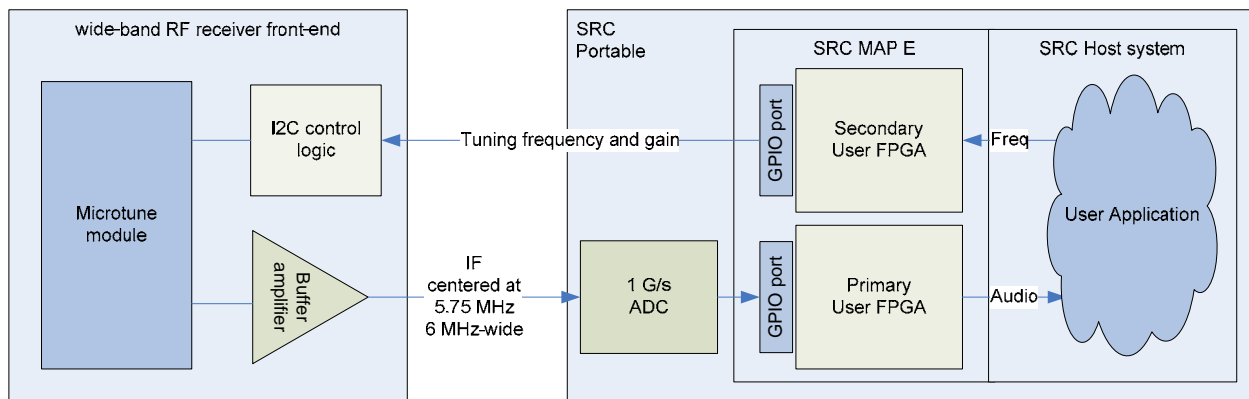 wide-band RF receiver front-end
Microtune
module
I2C control
logic
Buffer
amplifier
Tuning frequency and gain
IF
centered at
5.75 MHz
6 MHz-wide
SRC
Portable
1 G/s
ADC
SRC MAP E
GPIO port
Secondary
User FPGA
GPIO port
Primary
User FPGA
Freq
Audio
SRC Host system
User Application